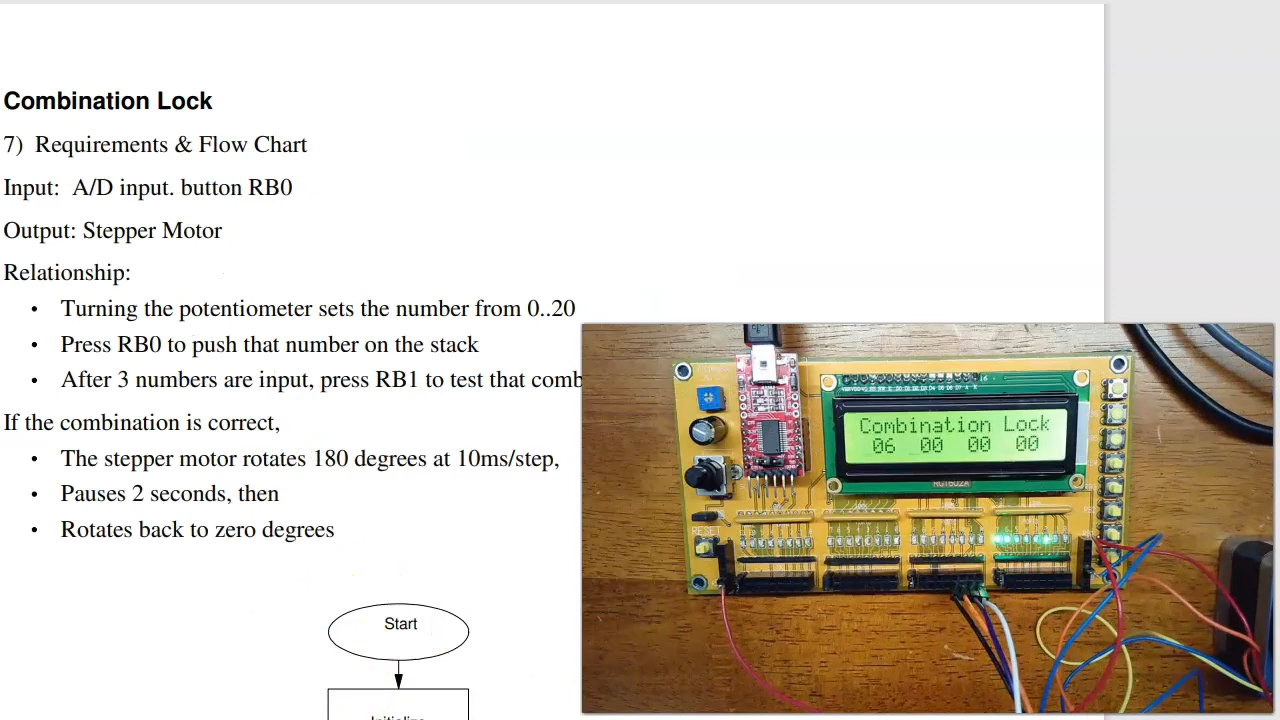 Combination Lock
7) Requirements & Flow Chart
Input: A/D input. button RB0
Output: Stepper Motor
Relationship:
• Turning the potentiometer sets the number from 0..20
• Press RB0 to push that number on the stack
• After 3 numbers are input, press RB1 to test that comb
If the combination is correct,
• The stepper motor rotates 180 degrees at 10ms/step,
• Pauses 2 seconds, then
• Rotates back to zero degrees
Start
Combination Lock
06 00 00 00
RG1602A
RESET
16